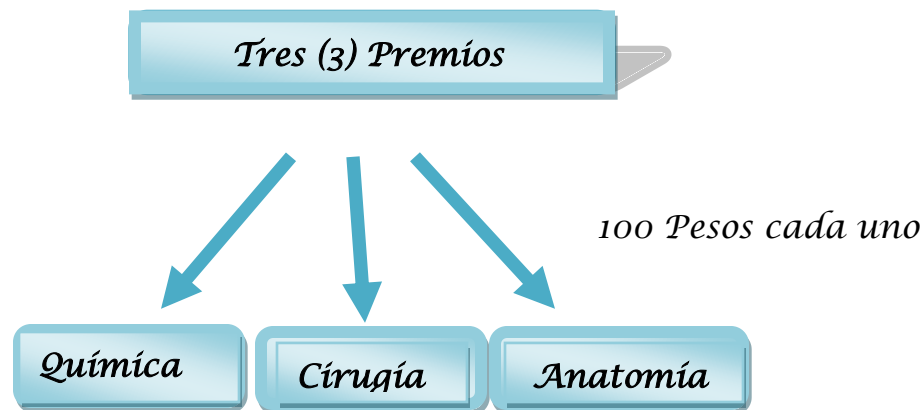 Tres (3) Premios
100 Pesos cada uno
Química
Cirugía
Anatomía